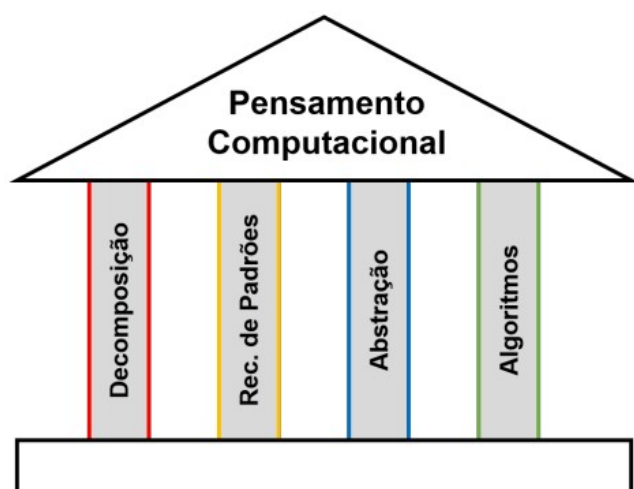 Pensamento
Computacional
Decomposição
Rec. de Padrões
Abstração
Algoritmos